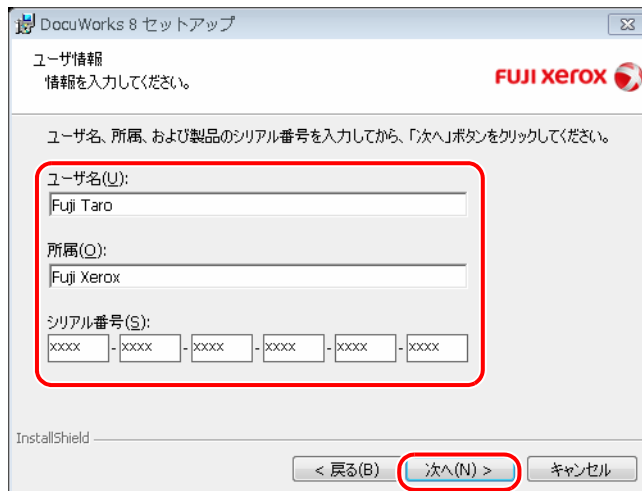 DocuWorks 8 セットアップ
ユーザ情報
情報を入力してください。
FUJI xerox
ユーザ名、所属、および製品のシリアル番号を入力してから、「次へ」ボタンをクリックしてください。
ユーザ名(U):
Fuji Taro
所属(O):
Fuji Xerox
シリアル番号(S):
xxxx - xxxx - xxxx - xxxx - xxxx - xxxx
InstallShield
< 戻る(B) 次へ(N) > キャンセル